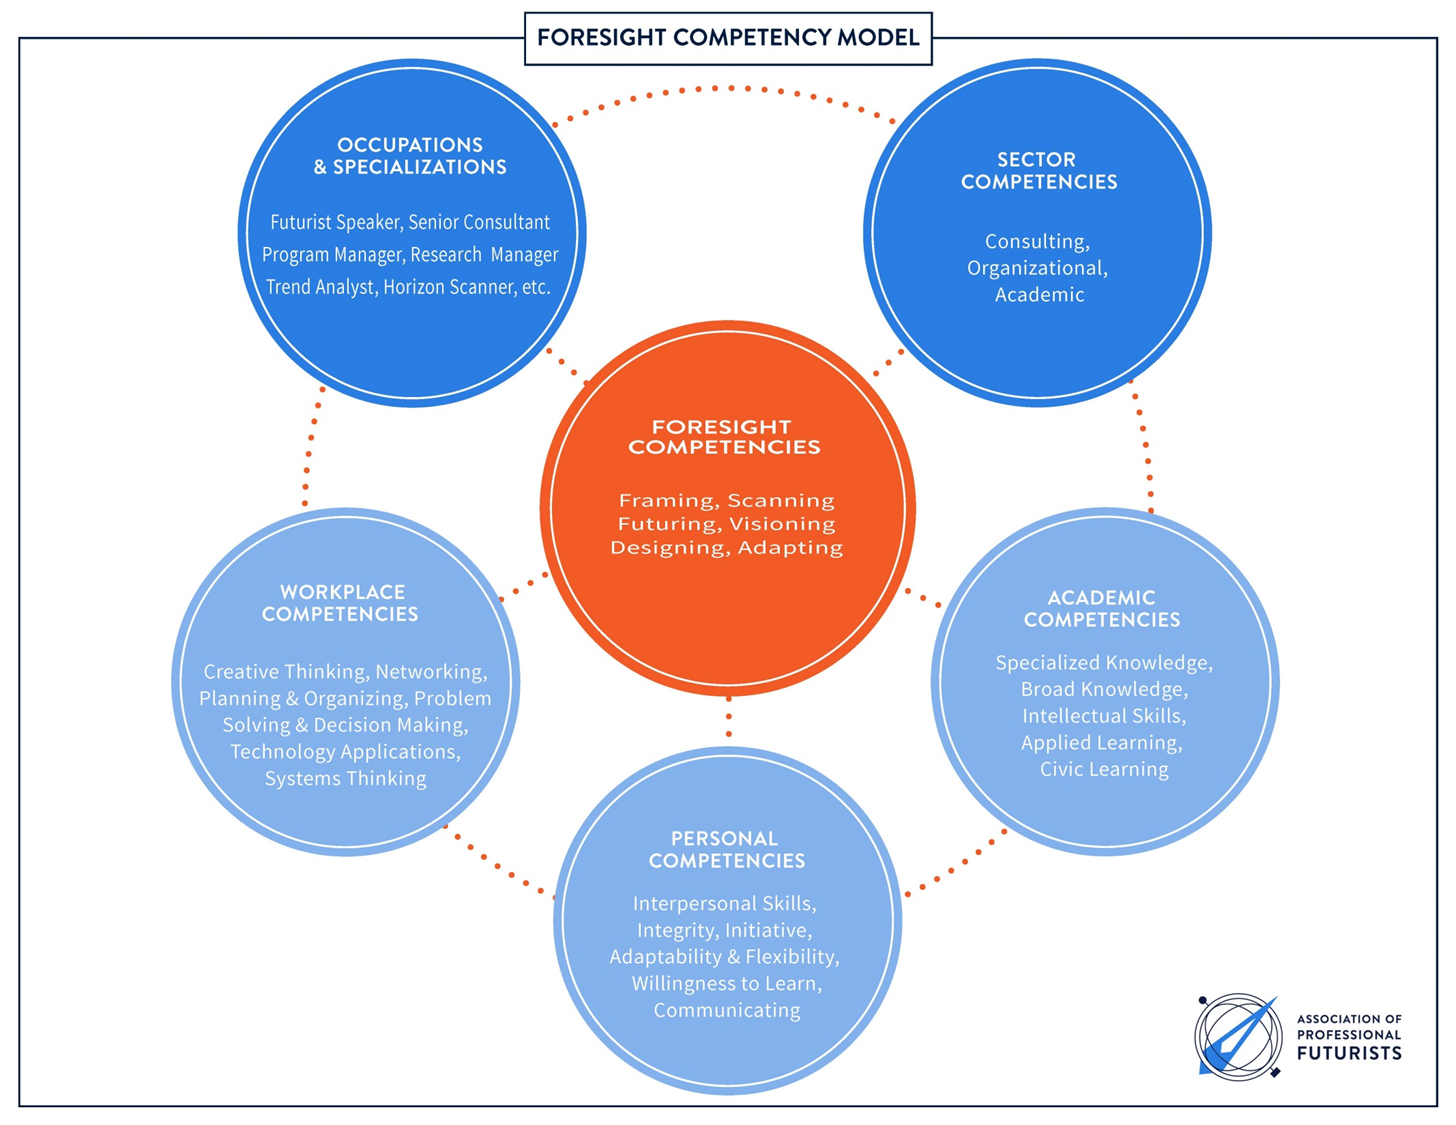 FORESIGHT COMPETENCY MODEL
OCCUPATIONS
& SPECIALIZATIONS
Futurist Speaker, Senior Consultant
Program Manager, Research Manager
Trend Analyst, Horizon Scanner, etc.
SECTOR
COMPETENCIES
Consulting,
Organizational,
Academic
FORESIGHT
COMPETENCIES
Framing, Scanning
Futuring, Visioning
Designing, Adapting
WORKPLACE
COMPETENCIES
Creative Thinking, Networking,
Planning & Organizing, Problem
Solving & Decision Making,
Technology Applications,
Systems Thinking
ACADEMIC
COMPETENCIES
Specialized Knowledge,
Broad Knowledge,
Intellectual Skills,
Applied Learning,
Civic Learning
PERSONAL
COMPETENCIES
Interpersonal Skills,
Integrity, Initiative,
Adaptability & Flexibility,
Willingness to Learn,
Communicating
ASSOCIATION OF
PROFESSIONAL
FUTURISTS